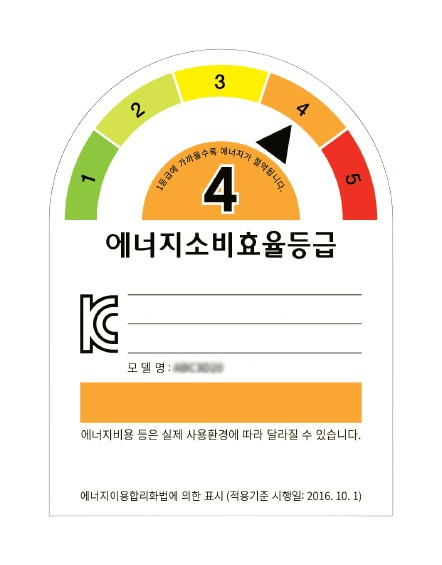 1
2
3
4
5
1등급에 가까울수록 에너지가 절약됩니다.
4
에너지소비효율등급
KC
모 델 명 :
에너지비용 등은 실제 사용환경에 따라 달라질 수 있습니다.
에너지이용합리화법에 의한 표시 (적용기준 시행일: 2016. 10. 1)